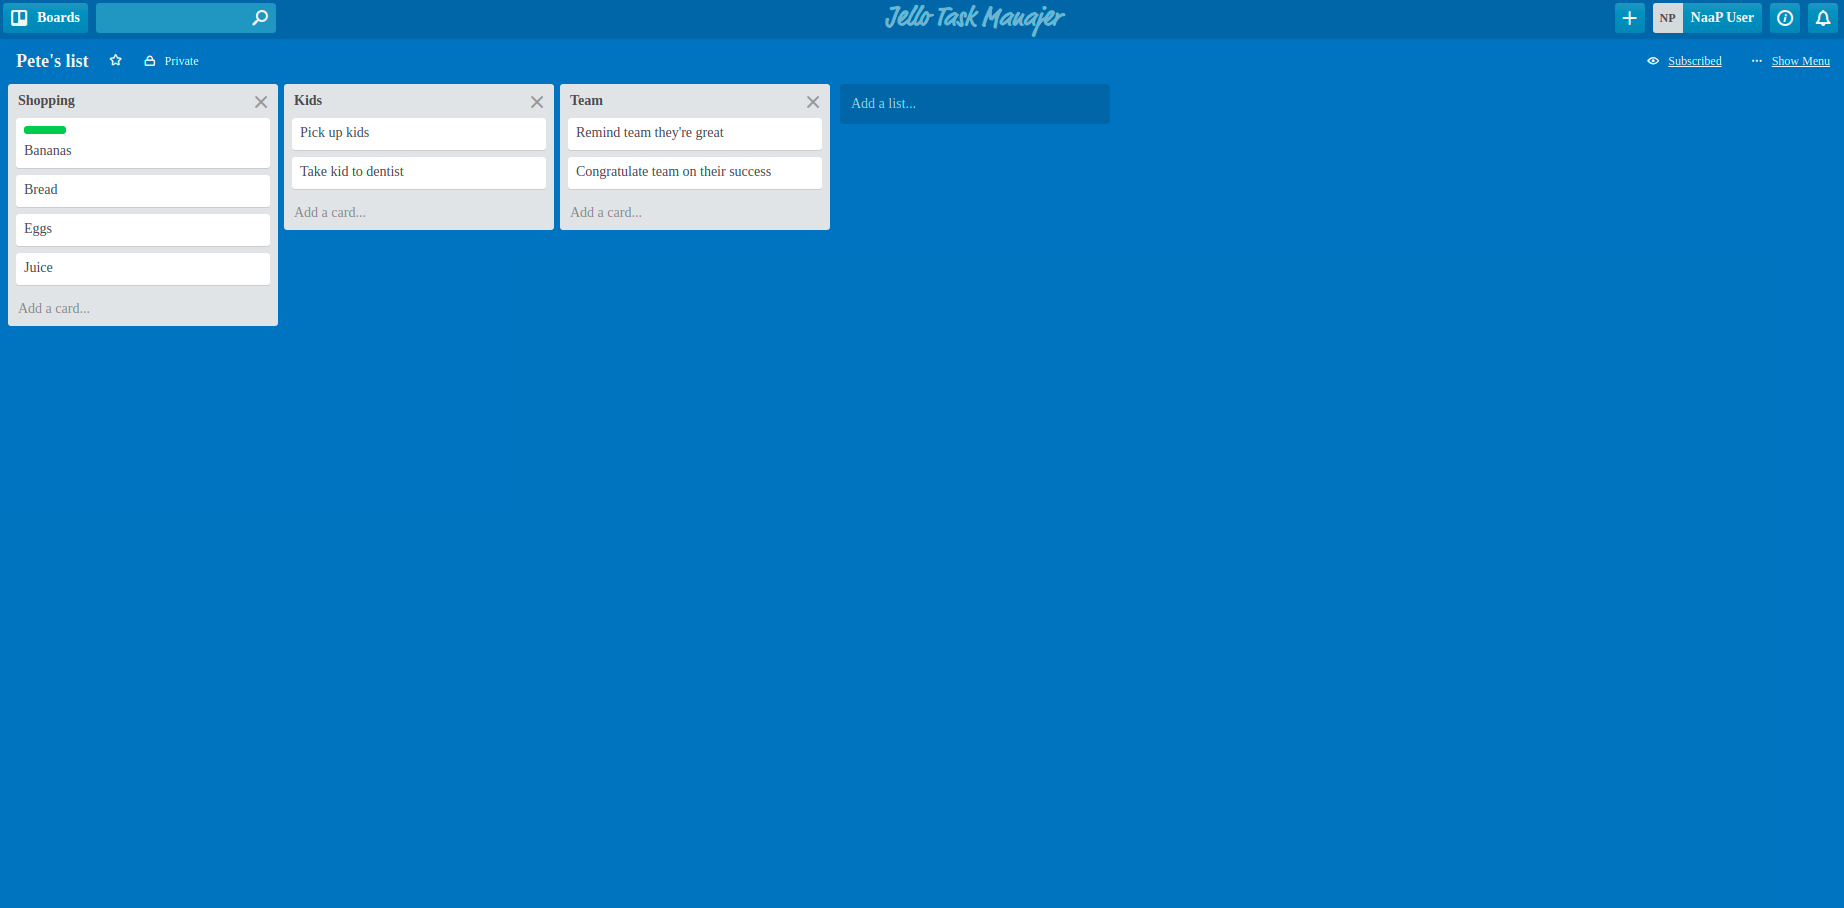 Boards
Jello Task Manajer
NP
NaaP User
Pete's list
Private
Subscribed
Show Menu
Shopping
Bananas
Bread
Eggs
Juice
Add a card...
Kids
Pick up kids
Take kid to dentist
Add a card...
Team
Remind team they're great
Congratulate team on their success
Add a card...
Add a list...